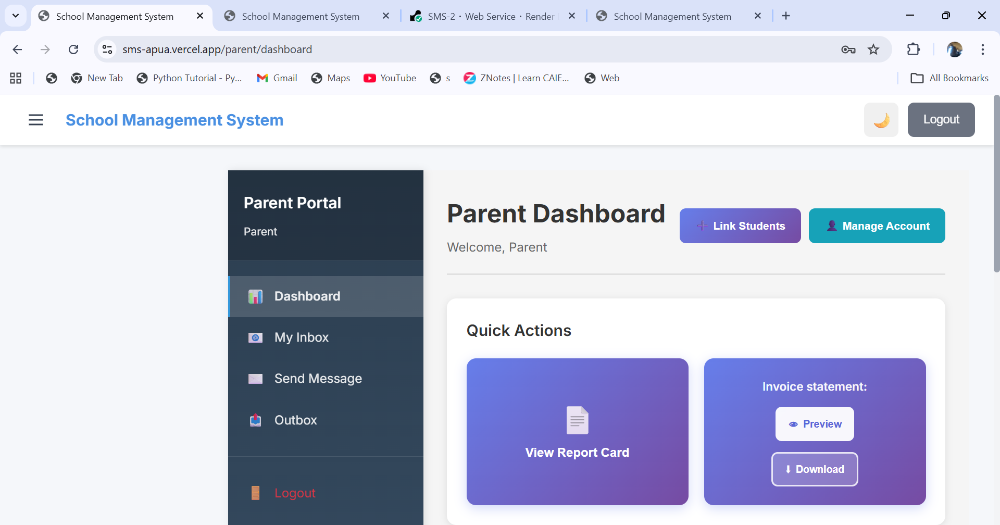 School Management System
School Management System
SMS-2 • Web Service • Render
School Management System
sms-apua.vercel.app/parent/dashboard
New Tab
Python Tutorial - Py...
Gmail
Maps
YouTube
s
ZNotes | Learn CAIE...
Web
All Bookmarks
School Management System
Logout
Parent Portal
Parent
Dashboard
My Inbox
Send Message
Outbox
Logout
Parent Dashboard
Welcome, Parent
Link Students
Manage Account
Quick Actions
View Report Card
Invoice statement:
Preview
Download